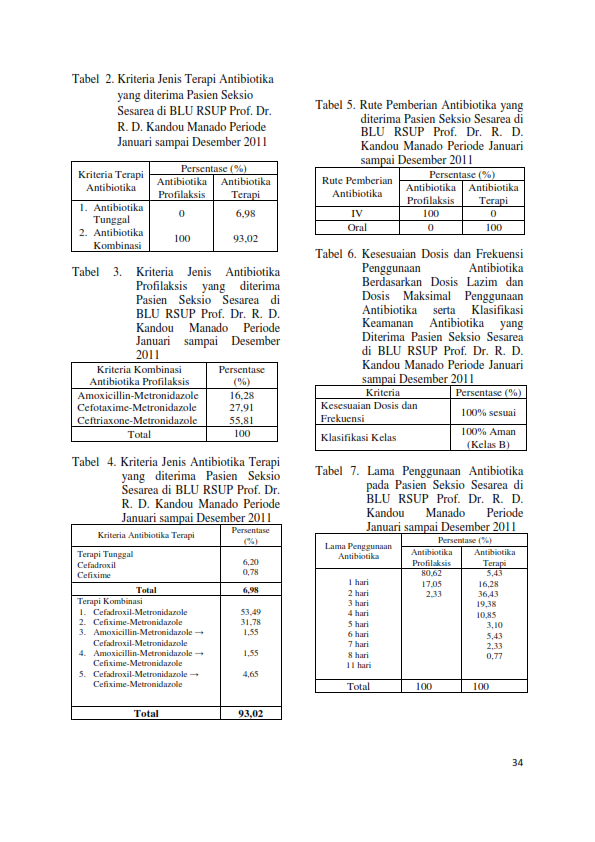 Tabel 2. Kriteria Jenis Terapi Antibiotika
yang diterima Pasien Seksio
Sesarea di BLU RSUP Prof. Dr.
R. D. Kandou Manado Periode
Januari sampai Desember 2011
Kriteria Terapi Antibiotika
Persentase (%)
Antibiotika Profilaksis
Antibiotika Terapi
1. Antibiotika Tunggal 0 6,98
2. Antibiotika Kombinasi 100 93,02
Tabel 3. Kriteria Jenis Antibiotika
Profilaksis yang diterima
Pasien Seksio Sesarea di
BLU RSUP Prof. Dr. R. D.
Kandou Manado Periode
Januari sampai Desember
2011
Kriteria Kombinasi Antibiotika Profilaksis
Persentase (%)
Amoxicillin-Metronidazole 16,28
Cefotaxime-Metronidazole 27,91
Ceftriaxone-Metronidazole 55,81
Total 100
Tabel 4. Kriteria Jenis Antibiotika Terapi
yang diterima Pasien Seksio
Sesarea di BLU RSUP Prof. Dr.
R. D. Kandou Manado Periode
Januari sampai Desember 2011
Kriteria Antibiotika Terapi
Persentase (%)
Terapi Tunggal
Cefadroxil 6,20
Cefixime 0,78
Total 6,98
Terapi Kombinasi
1. Cefadroxil-Metronidazole 53,49
2. Cefixime-Metronidazole 31,78
3. Amoxicillin-Metronidazole → 1,55
Cefadroxil-Metronidazole
4. Amoxicillin-Metronidazole → 1,55
Cefixime-Metronidazole
5. Cefadroxil-Metronidazole → 4,65
Cefixime-Metronidazole
Total 93,02
Tabel 5. Rute Pemberian Antibiotika yang
diterima Pasien Seksio Sesarea di
BLU RSUP Prof. Dr. R. D.
Kandou Manado Periode Januari
sampai Desember 2011
Rute Pemberian Antibiotika
Persentase (%)
Antibiotika Profilaksis
Antibiotika Terapi
IV 100 0
Oral 0 100
Tabel 6. Kesesuaian Dosis dan Frekuensi
Penggunaan Antibiotika
Berdasarkan Dosis Lazim dan
Dosis Maksimal Penggunaan
Antibiotika serta Klasifikasi
Keamanan Antibiotika yang
Diterima Pasien Seksio Sesarea
di BLU RSUP Prof. Dr. R. D.
Kandou Manado Periode Januari
sampai Desember 2011
Kriteria Persentase (%)
Kesesuaian Dosis dan Frekuensi 100% sesuai
Klasifikasi Kelas 100% Aman (Kelas B)
Tabel 7. Lama Penggunaan Antibiotika
pada Pasien Seksio Sesarea di
BLU RSUP Prof. Dr. R. D.
Kandou Manado Periode
Januari sampai Desember 2011
Lama Penggunaan Antibiotika
Persentase (%)
Antibiotika Profilaksis
Antibiotika Terapi
80,62 5,43
1 hari 17,05 16,28
2 hari 2,33 36,43
3 hari 19,38
4 hari 10,85
5 hari 3,10
6 hari 5,43
7 hari 2,33
8 hari 0,77
11 hari
Total 100 100
34